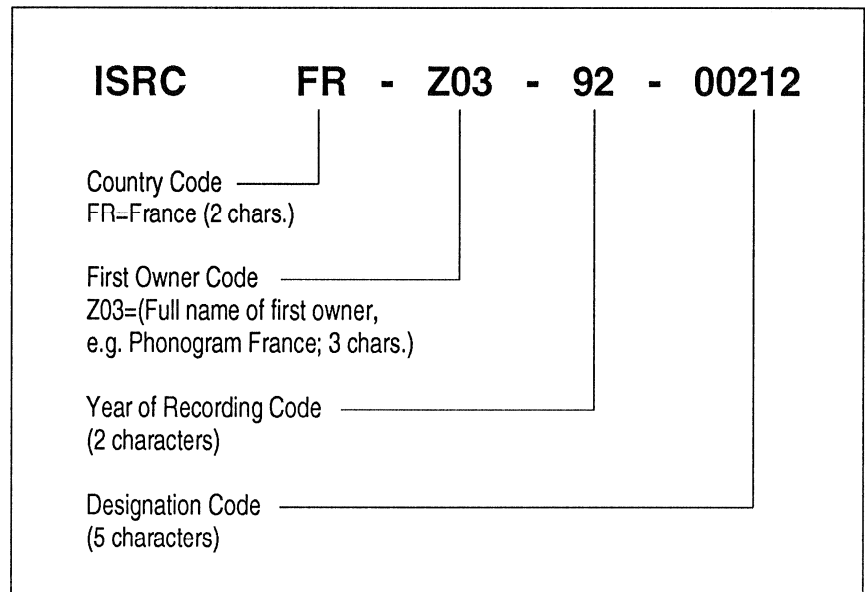 ISRC FR - Z03 - 92 - 00212
Country Code
FR=France (2 chars.)
First Owner Code
Z03=(Full name of first owner,
e.g. Phonogram France; 3 chars.)
Year of Recording Code
(2 characters)
Designation Code
(5 characters)